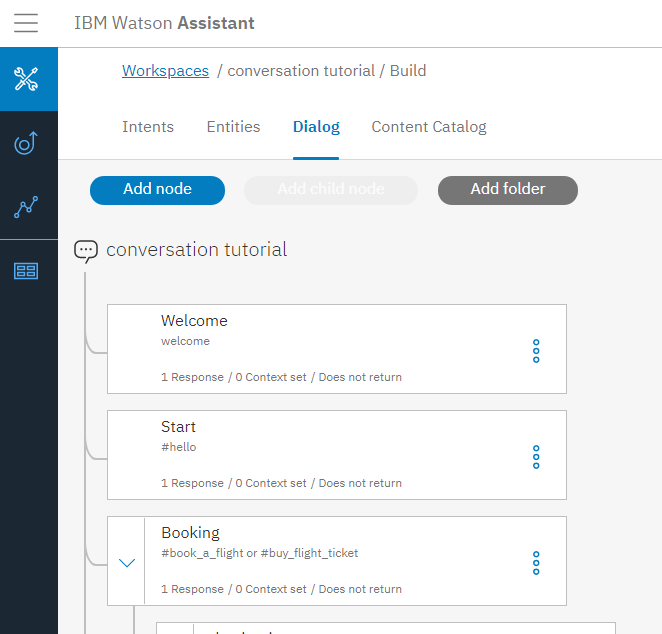 IBM Watson Assistant
Workspaces / conversation tutorial / Build
Intents Entities Dialog Content Catalog
Add node Add child node Add folder
conversation tutorial
Welcome
welcome
1 Response / 0 Context set / Does not return
Start
#hello
1 Response / 0 Context set / Does not return
Booking
#book_a_flight or #buy_flight_ticket
1 Response / 0 Context set / Does not return